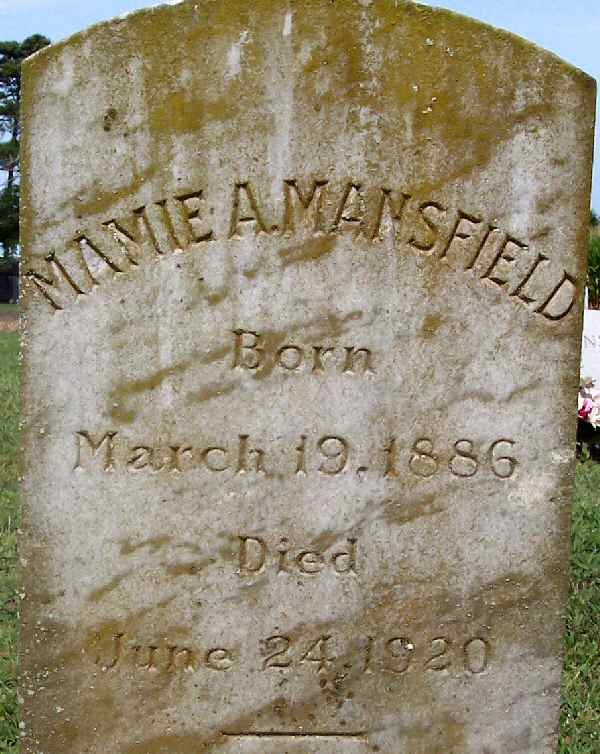 MAMIE A. MANSFIELD
Born
March 19, 1886
Died
June 24, 1920